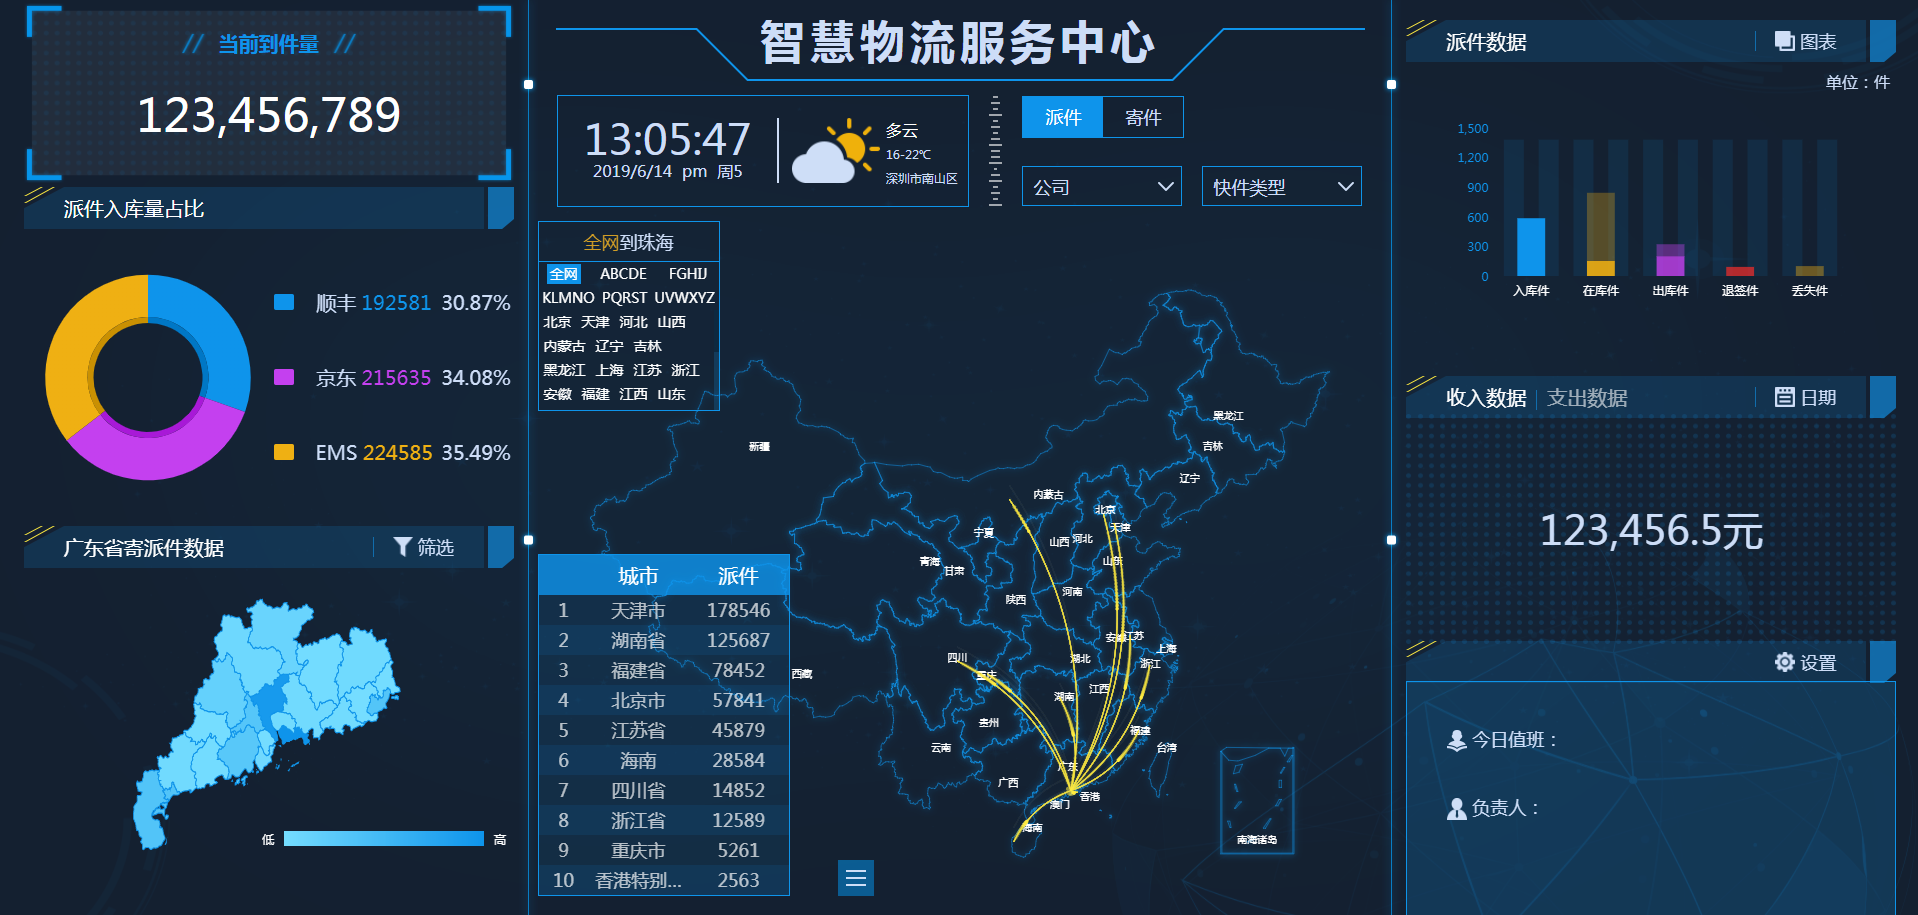 当前到件量
123,456,789
派件入库量占比
顺丰 192581 30.87%
京东 215635 34.08%
EMS 224585 35.49%
广东省寄派件数据
筛选
低
高
智慧物流服务中心
13:05:47
2019/6/14 pm 周5
多云
16-22℃
深圳市南山区
派件 寄件
公司
快件类型
全网到珠海
全网 ABCDE FGHIJ
KLMNO PQRST UVWXYZ
北京 天津 河北 山西
内蒙古 辽宁 吉林
黑龙江 上海 江苏 浙江
安徽 福建 江西 山东
城市 派件
1 天津市 178546
2 湖南省 125687
3 福建省 78452
4 北京市 57841
5 江苏省 45879
6 海南 28584
7 四川省 14852
8 浙江省 12589
9 重庆市 5261
10 香港特别... 2563
黑龙江
吉林
新疆
辽宁
内蒙古
北京
天津
宁夏
山西
河北
青海
甘肃
山东
河南
陕西
安徽
江苏
上海
四川
湖北
浙江
西藏
重庆
江西
湖南
贵州
福建
云南
台湾
广东
广西
香港
澳门
海南
南海诸岛
派件数据
图表
单位：件
1,500
1,200
900
600
300
0
入库件 在库件 出库件 退签件 丢失件
收入数据 支出数据
日期
123,456.5元
设置
今日值班：
负责人：